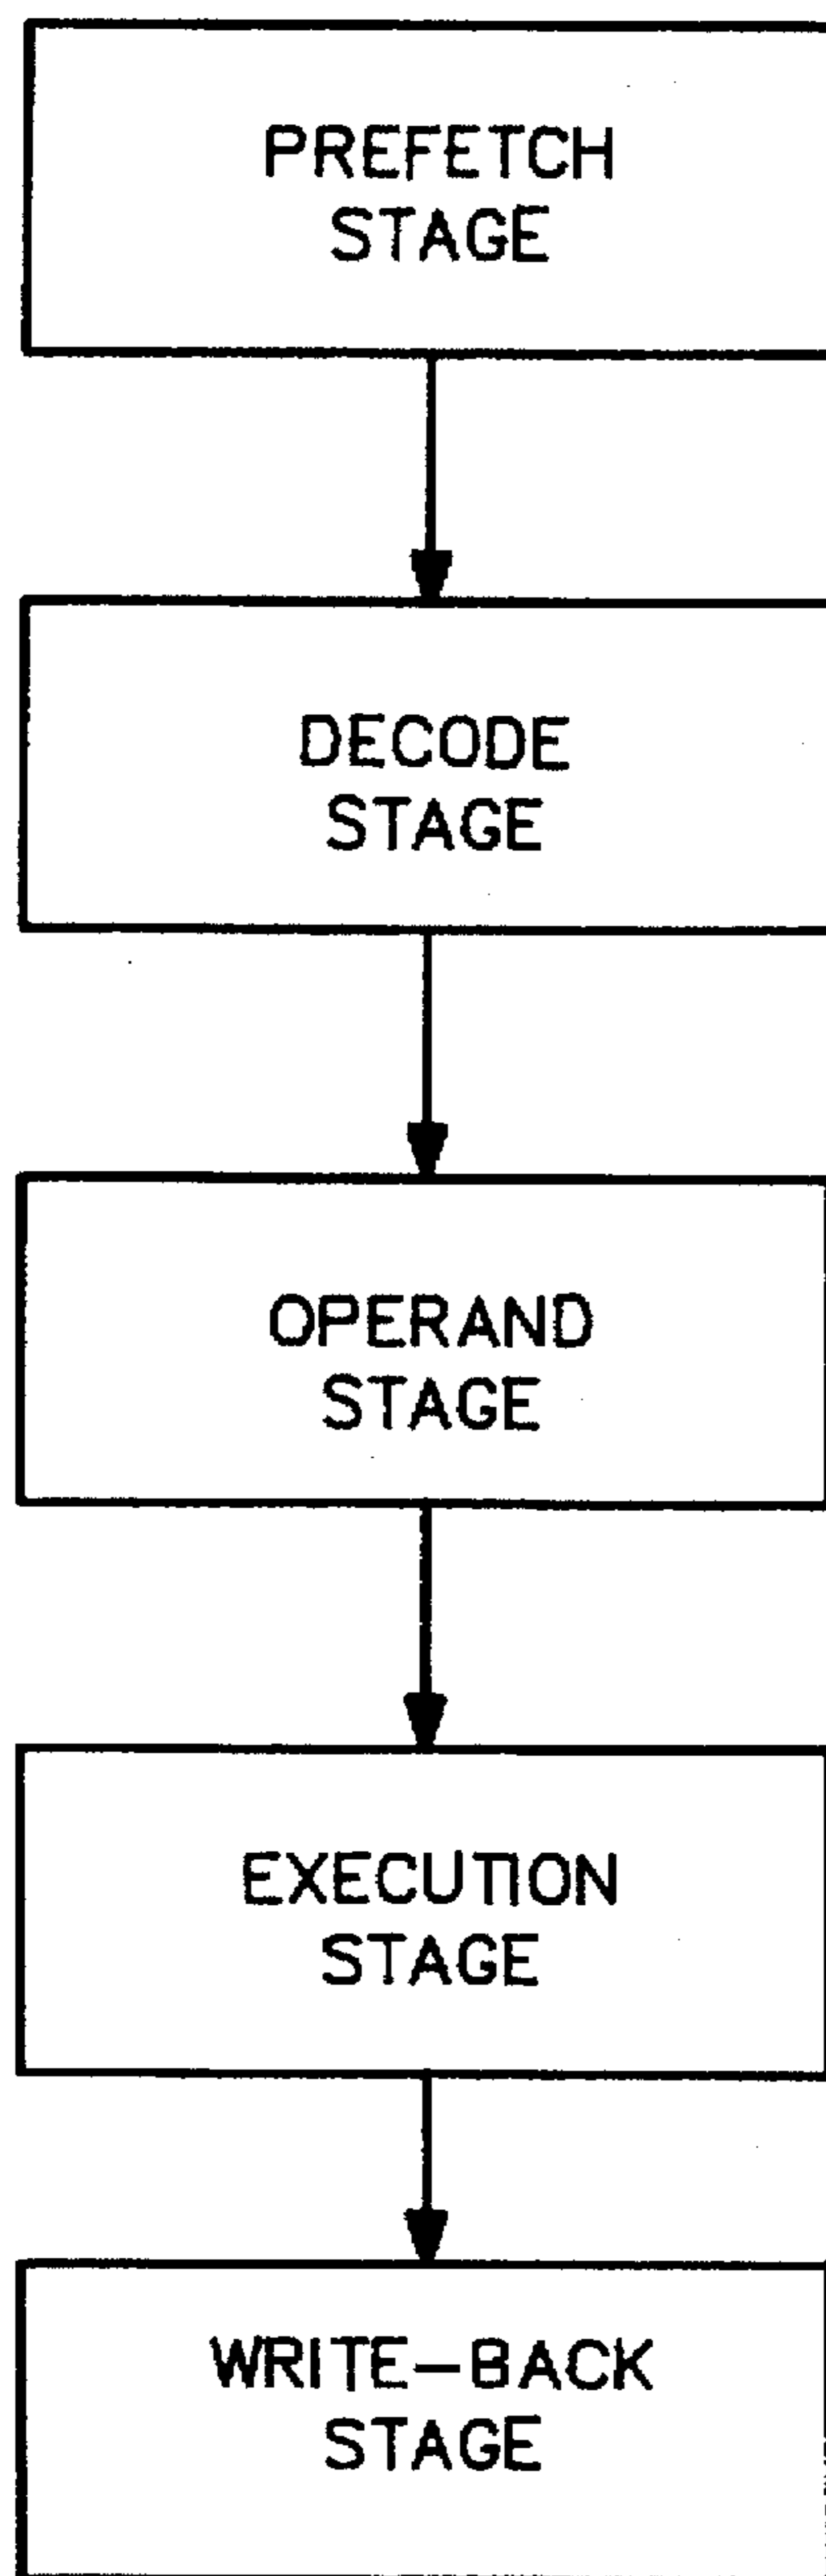 PREFETCH
STAGE
DECODE
STAGE
OPERAND
STAGE
EXECUTION
STAGE
WRITE-BACK
STAGE